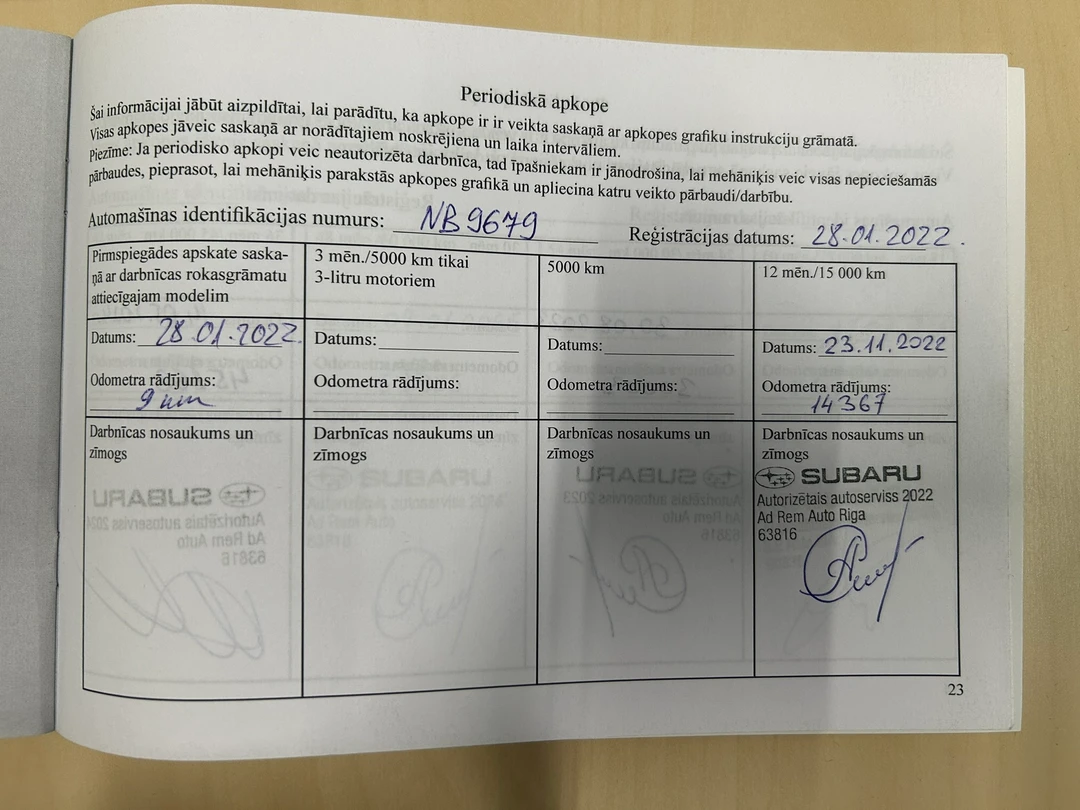 Periodiskā apkope
Šai informācijai jābūt aizpildītai, lai parādītu, ka apkope ir ir veikta saskaņā ar apkopes grafiku instrukciju grāmatā.
Visas apkopes jāveic saskaņā ar norādītajiem noskrējiena un laika intervāliem.
Piezīme: Ja periodisko apkopi veic neautorizēta darbnīca, tad īpašniekam ir jānodrošina, lai mehāniķis veic visas nepieciešamās
pārbaudes, pieprasot, lai mehāniķis parakstās apkopes grafikā un apliecina katru veikto pārbaudi/darbību.
Automašīnas identifikācijas numurs: NB9679
Reģistrācijas datums: 28.01.2022.
Pirmspiegādes apskate saska-
ņā ar darbnīcas rokasgrāmatu
attiecīgajam modelim
Datums: 28.01.2022.
Odometra rādījums:
9
Darbnīcas nosaukums un
zīmogs
3 mēn./5000 km tikai
3-litru motoriem
Datums:
Odometra rādījums:
Darbnīcas nosaukums un
zīmogs
5000 km
Datums:
Odometra rādījums:
Darbnīcas nosaukums un
zīmogs
12 mēn./15 000 km
Datums: 23.11.2022
Odometra rādījums:
14367
Darbnīcas nosaukums un
zīmogs
SUBARU
Autorizētais autoserviss 2022
Ad Rem Auto Riga
63816
23